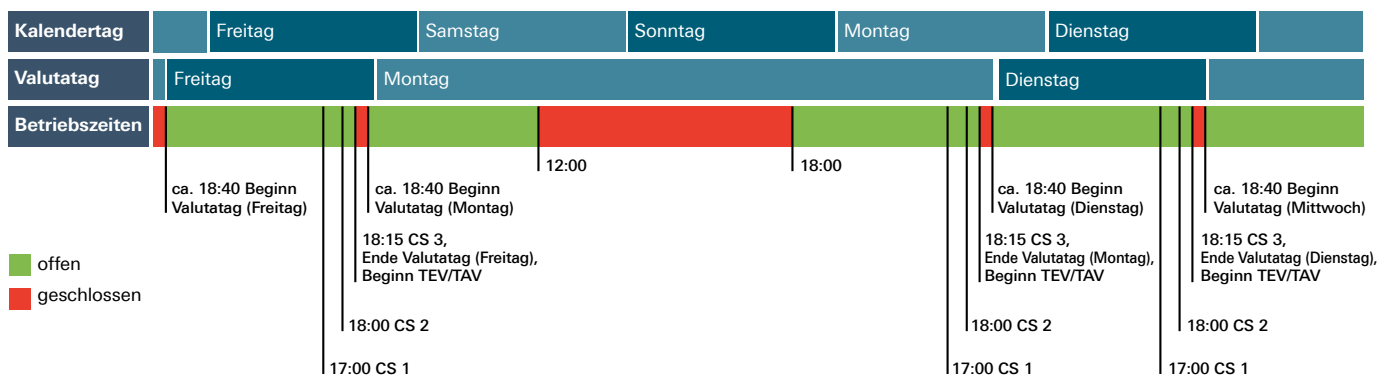 Kalendertag Freitag Samstag Sonntag Montag Dienstag
Valutatag Freitag Montag Dienstag
Betriebszeiten
12:00 18:00
ca. 18:40 Beginn
Valutatag (Freitag)
ca. 18:40 Beginn
Valutatag (Montag)
ca. 18:40 Beginn
Valutatag (Dienstag)
ca. 18:40 Beginn
Valutatag (Mittwoch)
18:15 CS 3,
Ende Valutatag (Freitag),
Beginn TEV/TAV
18:15 CS 3,
Ende Valutatag (Montag),
Beginn TEV/TAV
18:15 CS 3,
Ende Valutatag (Dienstag),
Beginn TEV/TAV
offen
geschlossen
18:00 CS 2 18:00 CS 2 18:00 CS 2
17:00 CS 1 17:00 CS 1 17:00 CS 1